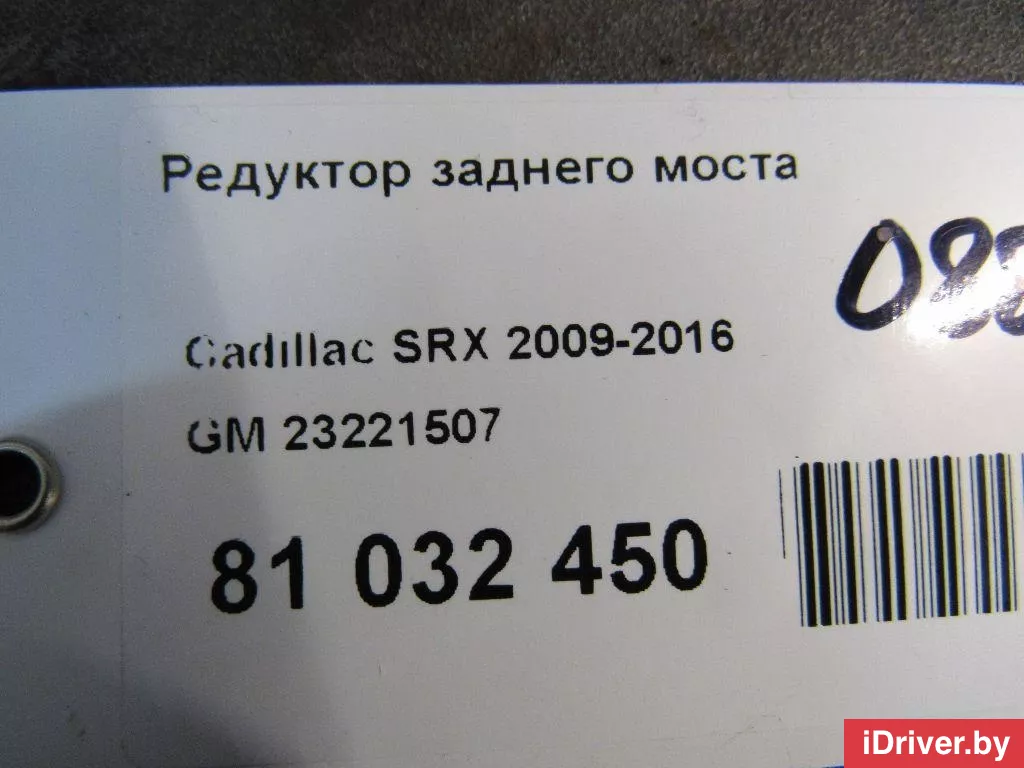 Редуктор заднего моста
Cadillac SRX 2009-2016
GM 23221507
81 032 450
iDriver.by